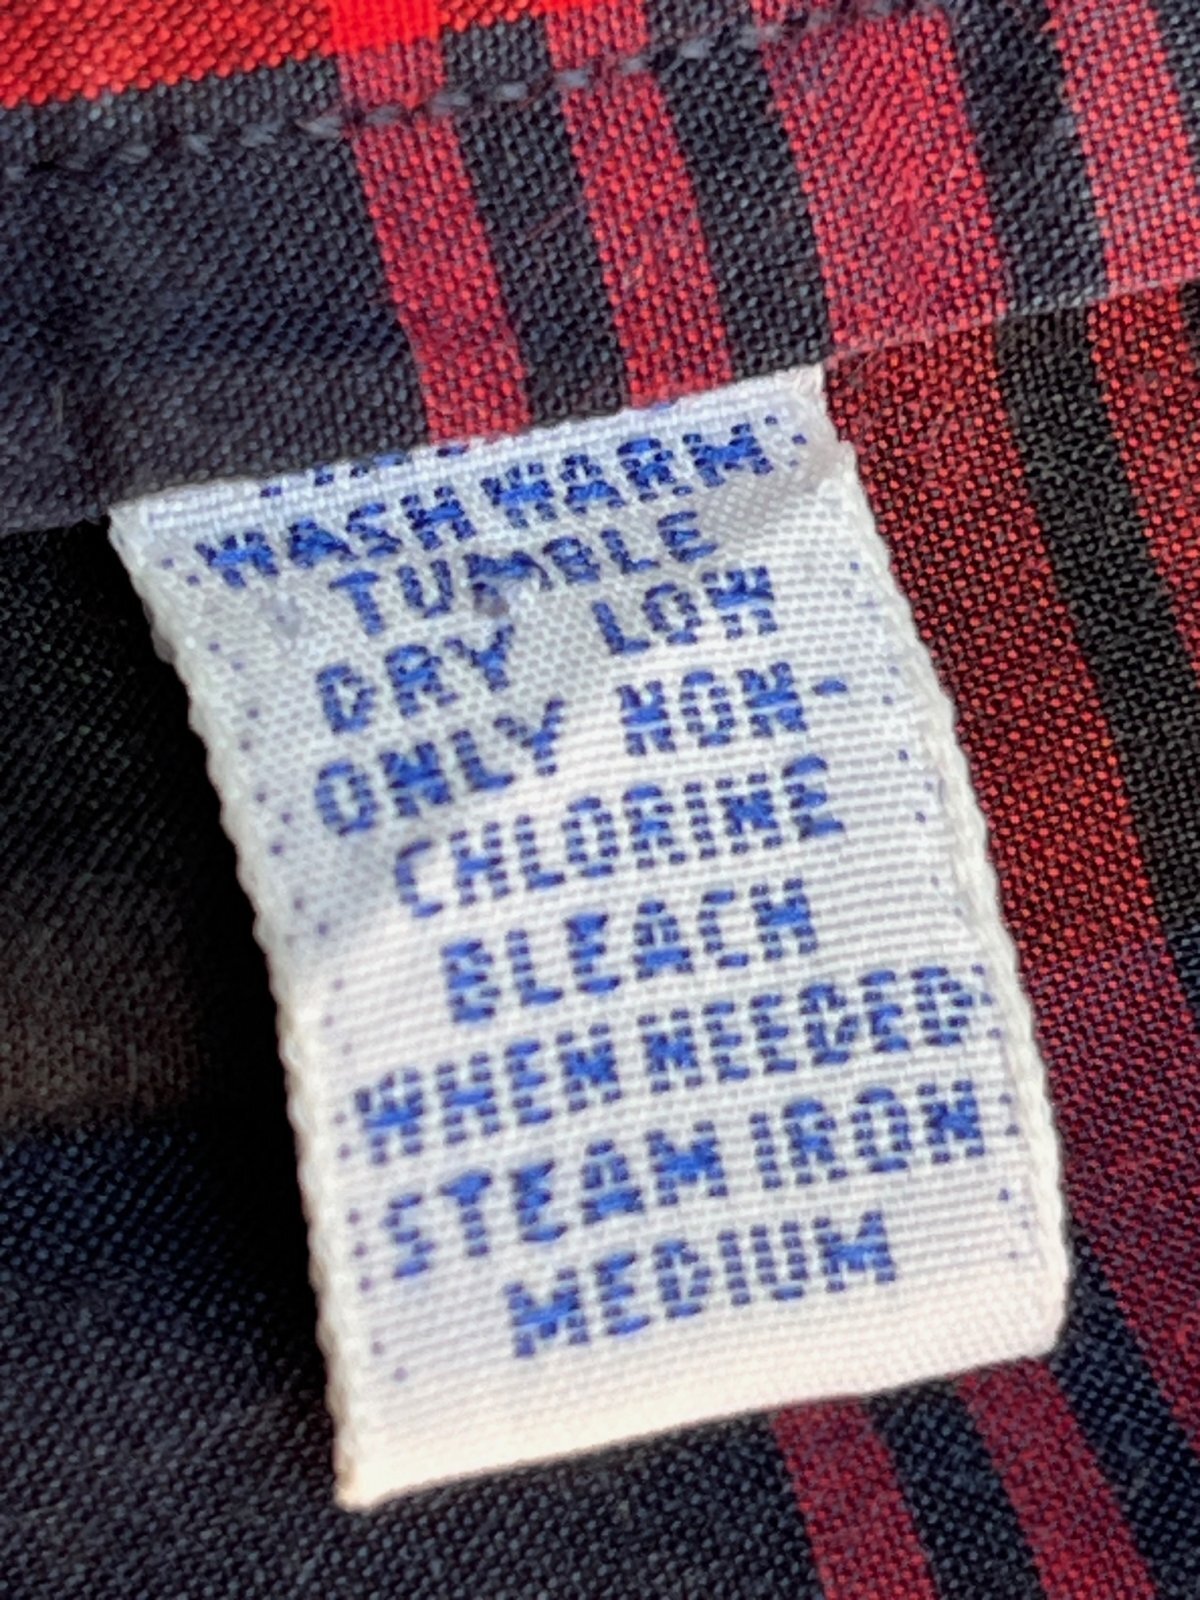 WASH WARM
TUMBLE
DRY LOW
ONLY NON-
CHLORINE
BLEACH
WHEN NEEDED
STEAM IRON
MEDIUM